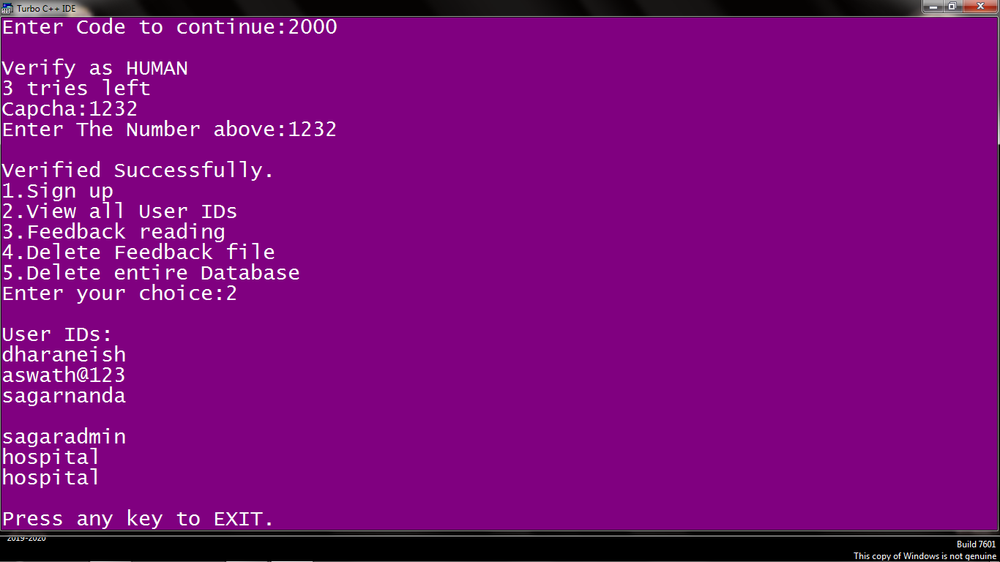 Turbo C++ IDE
Enter Code to continue:2000
Verify as HUMAN
3 tries left
Capcha:1232
Enter The Number above:1232
Verified Successfully.
1.Sign up
2.View all User IDs
3.Feedback reading
4.Delete Feedback file
5.Delete entire Database
Enter your choice:2
User IDs:
dharaneish
aswath@123
sagarnanda
sagaradmin
hospital
hospital
Press any key to EXIT.
2019-2020
Build 7601
This copy of Windows is not genuine